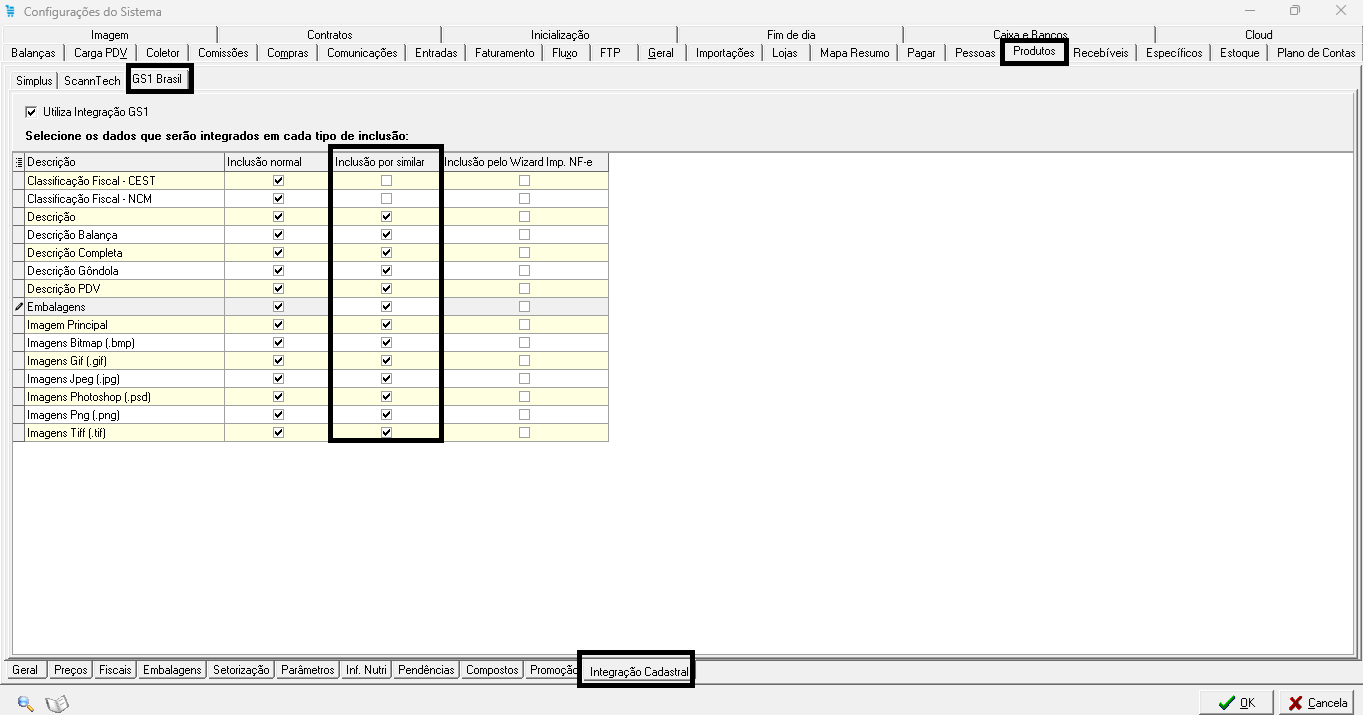 Configurações do Sistema
Imagem Contratos Inicialização Fim de dia Caixa e Bancos Cloud
Balanças Carga PDV Coletor Comissões Compras Comunicações Entradas Faturamento Fluxo FTP Geral Importações Lojas Mapa Resumo Pagar Pessoas Produtos Recebíveis Específicos Estoque Plano de Contas
Simplus ScannTech GS1 Brasil
Utiliza Integração GS1
Selecione os dados que serão integrados em cada tipo de inclusão:
Descrição Inclusão normal Inclusão por similar Inclusão pelo Wizard Imp. NF-e
Classificação Fiscal - CEST
Classificação Fiscal - NCM
Descrição
Descrição Balança
Descrição Completa
Descrição Gôndola
Descrição PDV
Embalagens
Imagem Principal
Imagens Bitmap (.bmp)
Imagens Gif (.gif)
Imagens Jpeg (.jpg)
Imagens Photoshop (.psd)
Imagens Png (.png)
Imagens Tiff (.tif)
Geral Preços Fiscais Embalagens Setorização Parâmetros Inf. Nutri Pendências Compostos Promoção Integração Cadastral
OK Cancela